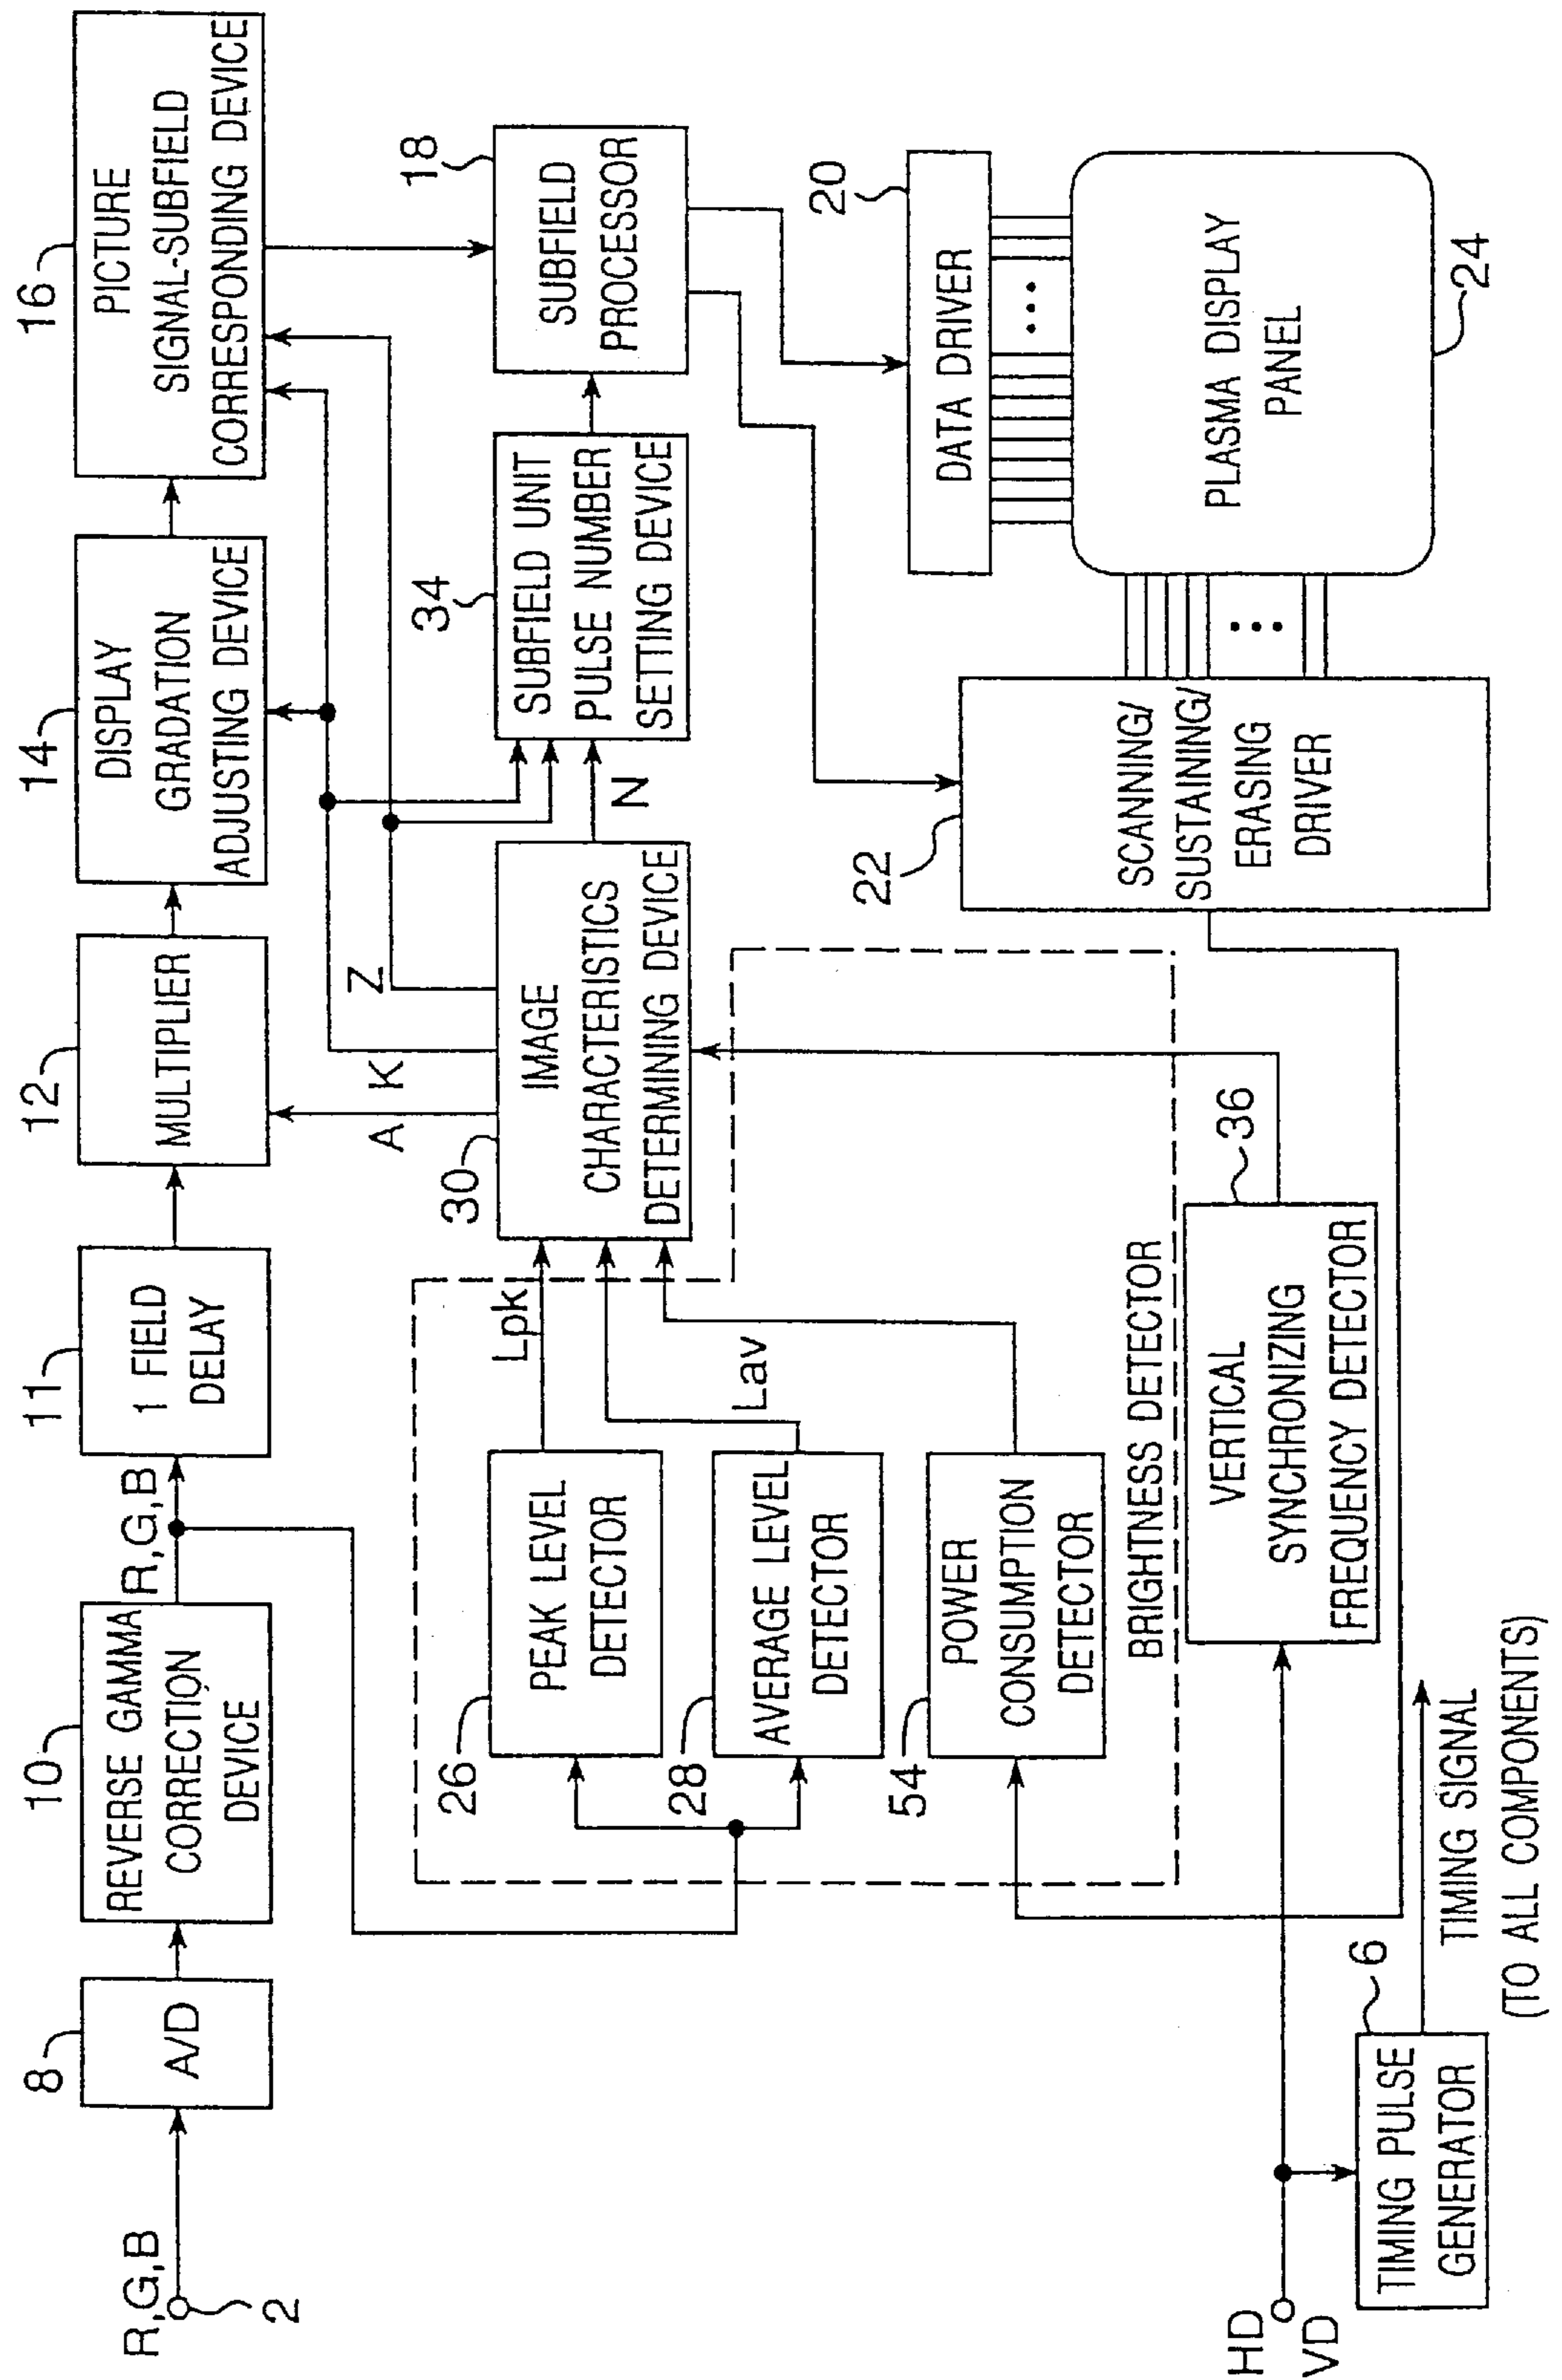 R,G,B
2
8
A/D
10
REVERSE GAMMA
CORRECTION
DEVICE
R,G,B
11
1 FIELD
DELAY
12
MULTIPLIER
14
DISPLAY
GRADATION
ADJUSTING DEVICE
16
PICTURE
SIGNAL-SUBFIELD
CORRESPONDING DEVICE
26
PEAK LEVEL
DETECTOR
Lpk
28
AVERAGE LEVEL
DETECTOR
Lav
54
POWER
CONSUMPTION
DETECTOR
BRIGHTNESS DETECTOR
30
IMAGE
CHARACTERISTICS
DETERMINING DEVICE
A
K
Z
N
34
SUBFIELD UNIT
PULSE NUMBER
SETTING DEVICE
18
SUBFIELD
PROCESSOR
20
DATA DRIVER
PLASMA DISPLAY
PANEL
24
22
SCANNING/
SUSTAINING/
ERASING
DRIVER
36
VERTICAL
SYNCHRONIZING
FREQUENCY DETECTOR
HD
VD
6
TIMING PULSE
GENERATOR
TIMING SIGNAL
(TO ALL COMPONENTS)